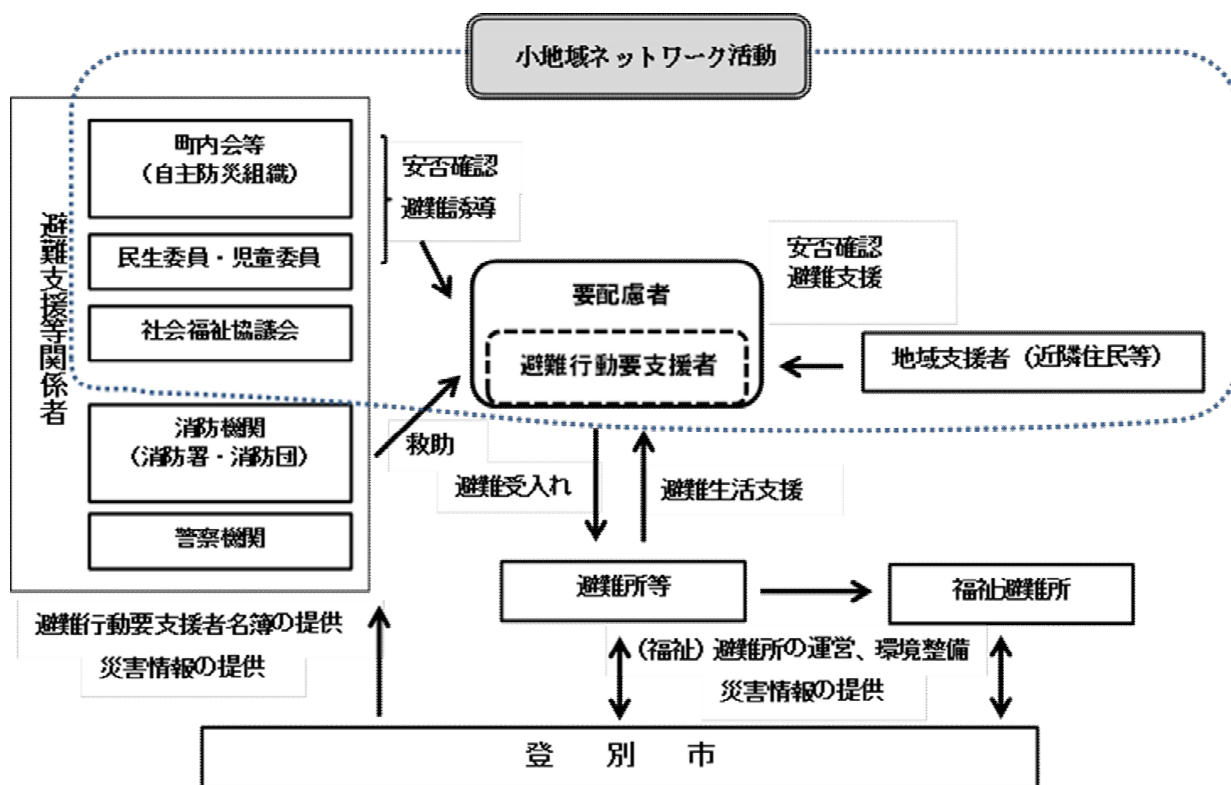 小地域ネットワーク活動
避難支援等関係者
町内会等
（自主防災組織）
民生委員・児童委員
社会福祉協議会
消防機関
（消防署・消防団）
警察機関
安否確認
避難誘導
要配慮者
避難行動要支援者
安否確認
避難支援
地域支援者（近隣住民等）
救助
避難受入れ
避難生活支援
避難所等
福祉避難所
避難行動要支援者名簿の提供
災害情報の提供
（福祉）避難所の運営、環境整備
災害情報の提供
登別市